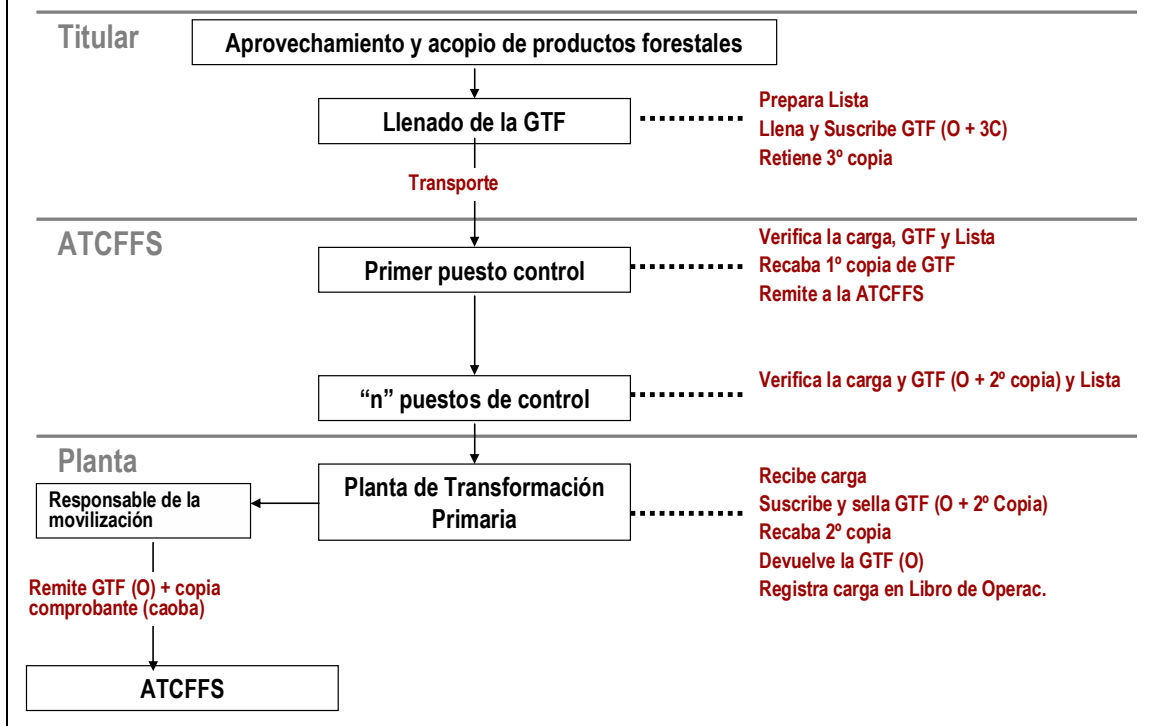 Titular
Aprovechamiento y acopio de productos forestales
Llenado de la GTF
Prepara Lista
Llena y Suscribe GTF (O + 3C)
Retiene 3º copia
Transporte
ATCFFS
Primer puesto control
Verifica la carga, GTF y Lista
Recaba 1º copia de GTF
Remite a la ATCFFS
“n” puestos de control
Verifica la carga y GTF (O + 2º copia) y Lista
Planta
Responsable de la
movilización
Planta de Transformación
Primaria
Recibe carga
Suscribe y sella GTF (O + 2º Copia)
Recaba 2º copia
Devuelve la GTF (O)
Registra carga en Libro de Operac.
Remite GTF (O) + copia
comprobante (caoba)
ATCFFS